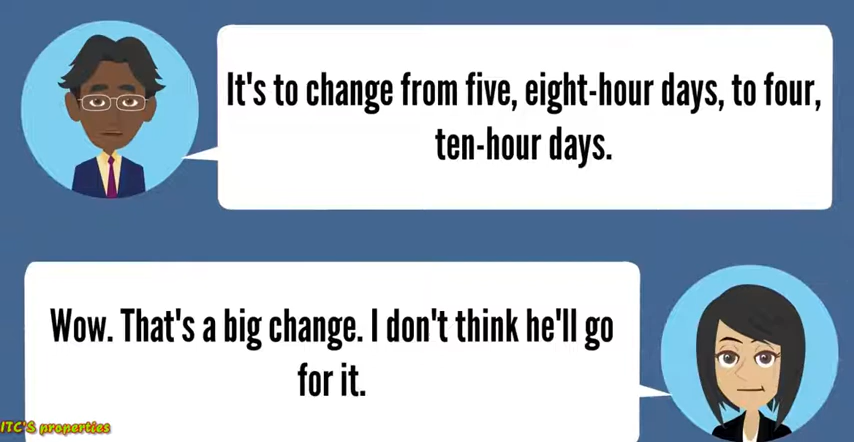 It's to change from five, eight-hour days, to four,
ten-hour days.
Wow. That's a big change. I don't think he'll go
for it.
ITC'S properties